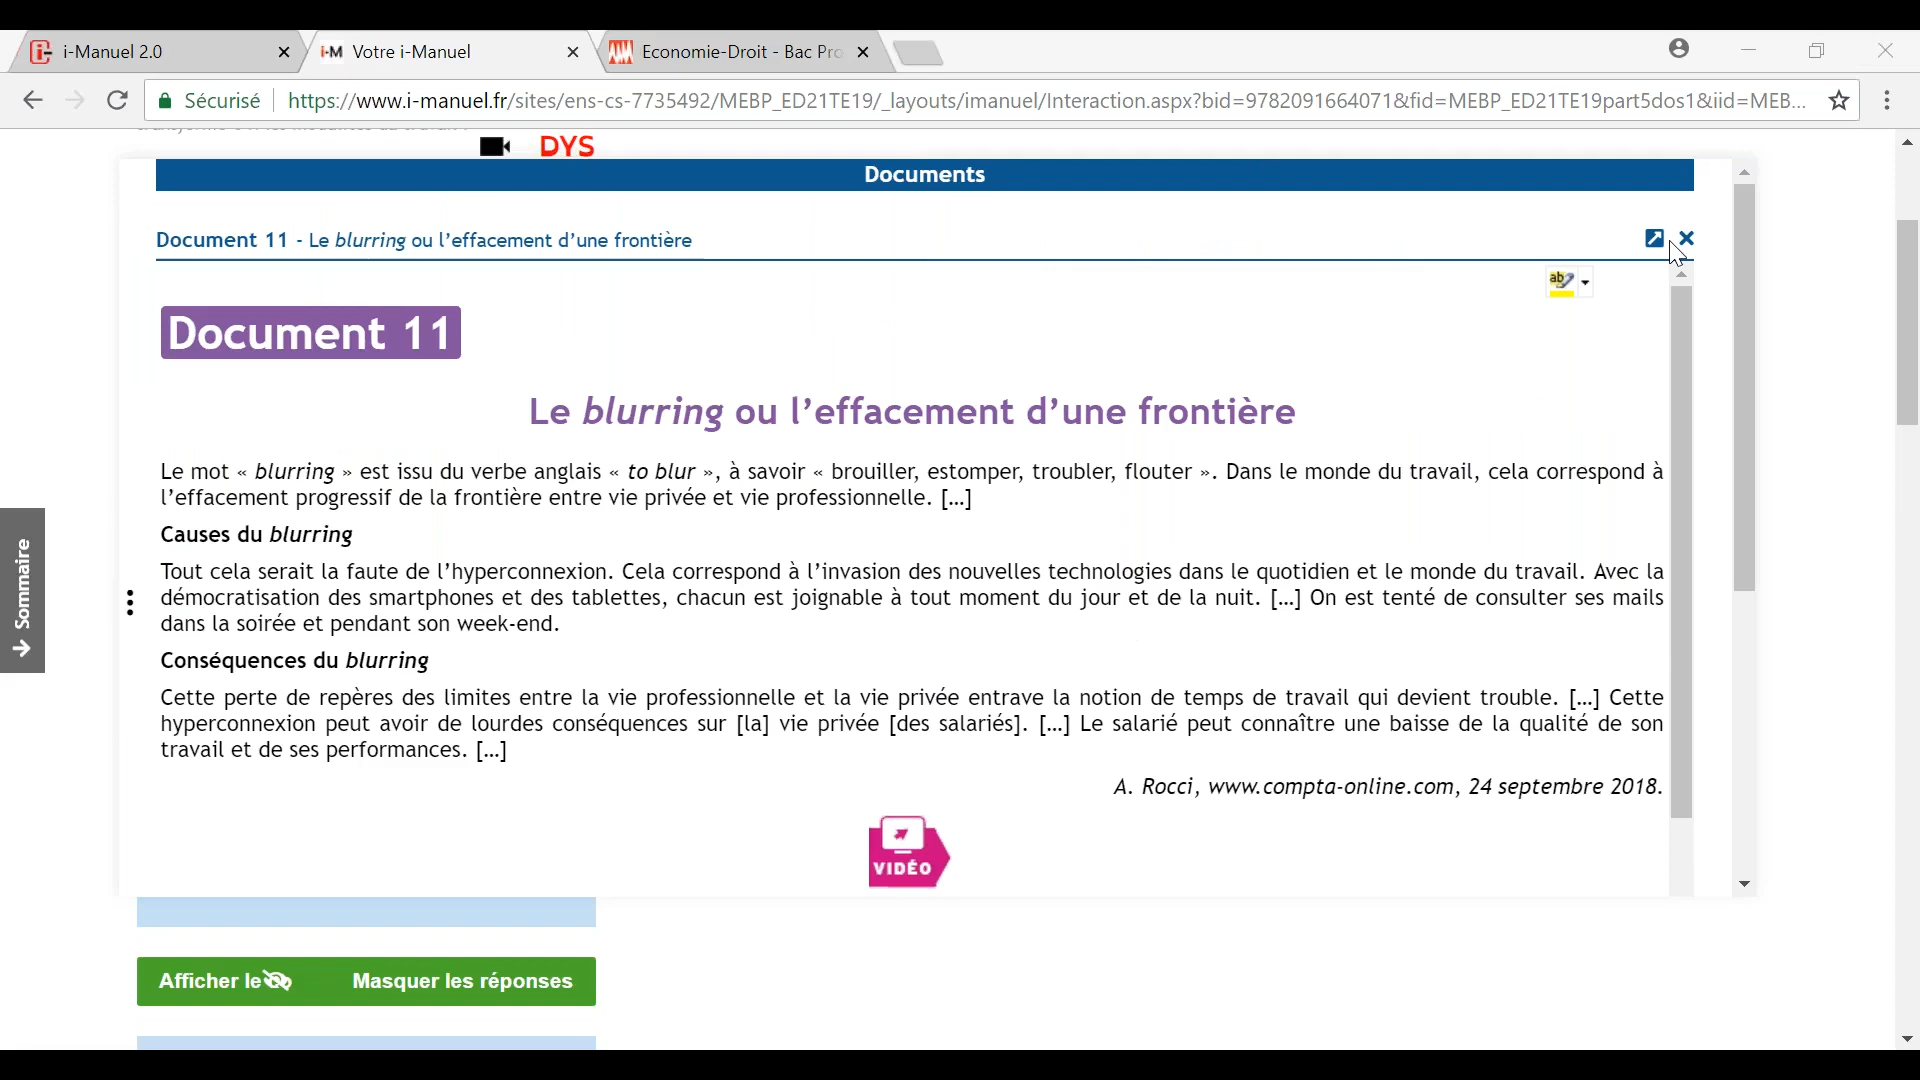 i-Manuel 2.0
Votre i-Manuel
Economie-Droit - Bac Pro
Sécurisé
https://www.i-manuel.fr/sites/ens-cs-7735492/MEBP_ED21TE19/_layouts/imanuel/Interaction.aspx?bid=9782091664071&fid=MEBP_ED21TE19part5dos1&iid=MEB...
DYS
Documents
Document 11 - Le blurring ou l’effacement d’une frontière
ab
Document 11
Le blurring ou l’effacement d’une frontière
Le mot « blurring » est issu du verbe anglais « to blur », à savoir « brouiller, estomper, troubler, flouter ». Dans le monde du travail, cela correspond à
l’effacement progressif de la frontière entre vie privée et vie professionnelle. […]
Causes du blurring
Tout cela serait la faute de l’hyperconnexion. Cela correspond à l’invasion des nouvelles technologies dans le quotidien et le monde du travail. Avec la
démocratisation des smartphones et des tablettes, chacun est joignable à tout moment du jour et de la nuit. […] On est tenté de consulter ses mails
dans la soirée et pendant son week-end.
Conséquences du blurring
Cette perte de repères des limites entre la vie professionnelle et la vie privée entrave la notion de temps de travail qui devient trouble. […] Cette
hyperconnexion peut avoir de lourdes conséquences sur [la] vie privée [des salariés]. […] Le salarié peut connaître une baisse de la qualité de son
travail et de ses performances. […]
A. Rocci, www.compta-online.com, 24 septembre 2018.
VIDÉO
Sommaire
Afficher le
Masquer les réponses